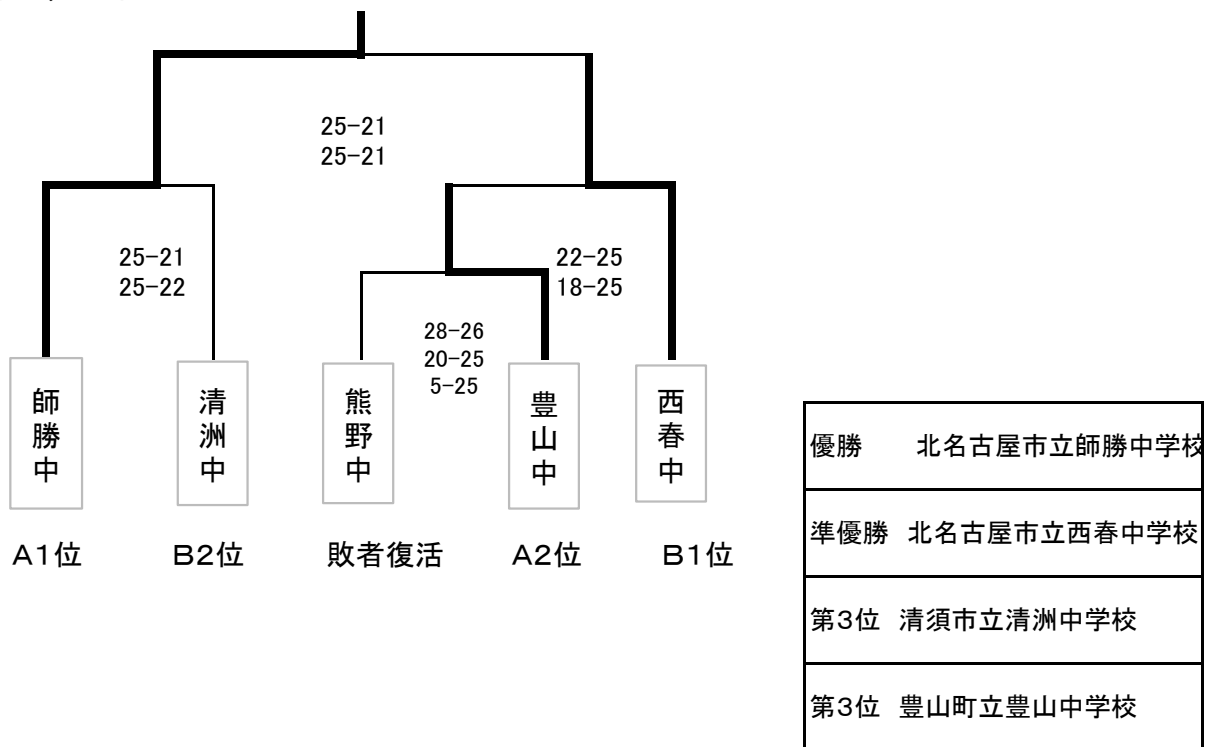 25-21
25-21
25-21
25-22
22-25
18-25
28-26
20-25
5-25
師勝中
清洲中
熊野中
豊山中
西春中
A1位
B2位
敗者復活
A2位
B1位
優勝 北名古屋市立師勝中学校
準優勝 北名古屋市立西春中学校
第3位 清須市立清洲中学校
第3位 豊山町立豊山中学校